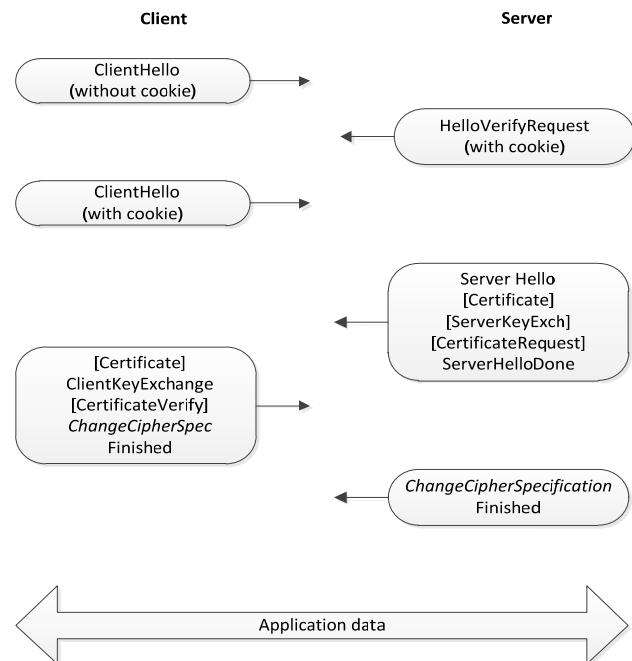 Client
Server
ClientHello
(without cookie)
HelloVerifyRequest
(with cookie)
ClientHello
(with cookie)
Server Hello
[Certificate]
[ServerKeyExch]
[CertificateRequest]
ServerHelloDone
[Certificate]
ClientKeyExchange
[CertificateVerify]
ChangeCipherSpec
Finished
ChangeCipherSpecification
Finished
Application data